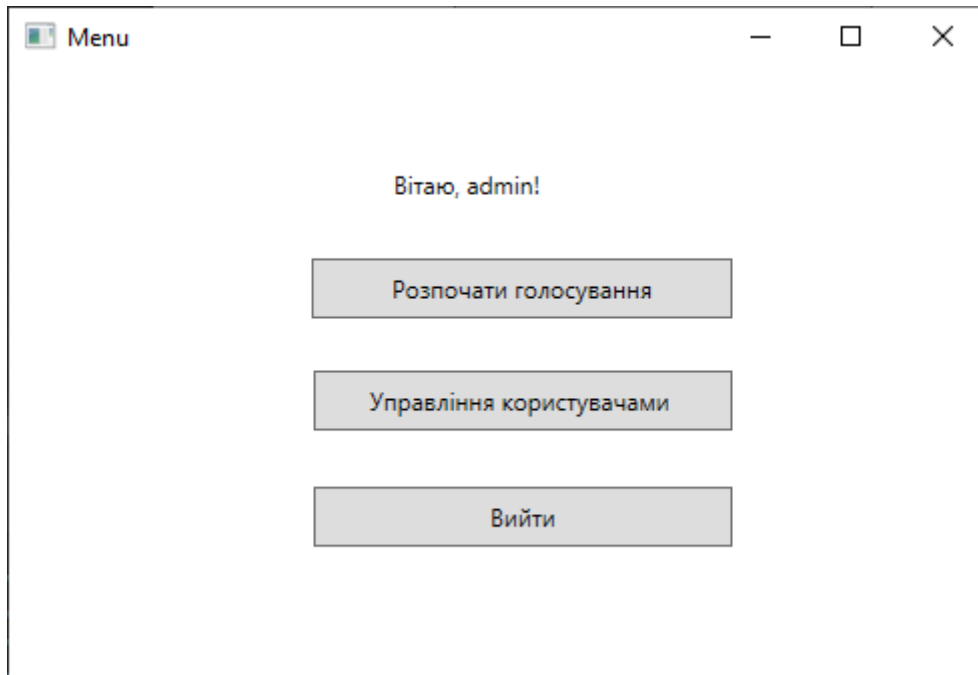 Menu
Вітаю, admin!
Розпочати голосування
Управління користувачами
Вийти